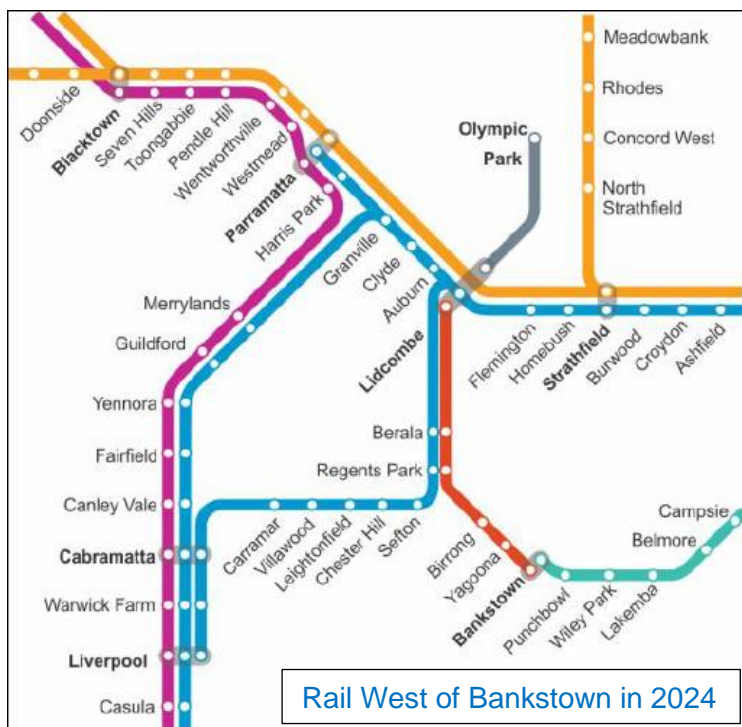 Meadowbank
Rhodes
Concord West
North
Strathfield
Olympic
Park
Doonside
Blacktown
Seven Hills
Toongabbie
Pendle Hill
Wentworthville
Westmead
Parramatta
Harris Park
Granville
Clyde
Auburn
Lidcombe
Flemington
Homebush
Strathfield
Burwood
Croydon
Ashfield
Merrylands
Guildford
Yennora
Fairfield
Canley Vale
Cabramatta
Warwick Farm
Liverpool
Casula
Berala
Regents Park
Carramar
Villawood
Leightonfield
Chester Hill
Sefton
Birrong
Yagoona
Bankstown
Punchbowl
Wiley Park
Lakemba
Belmore
Campsie
Rail West of Bankstown in 2024